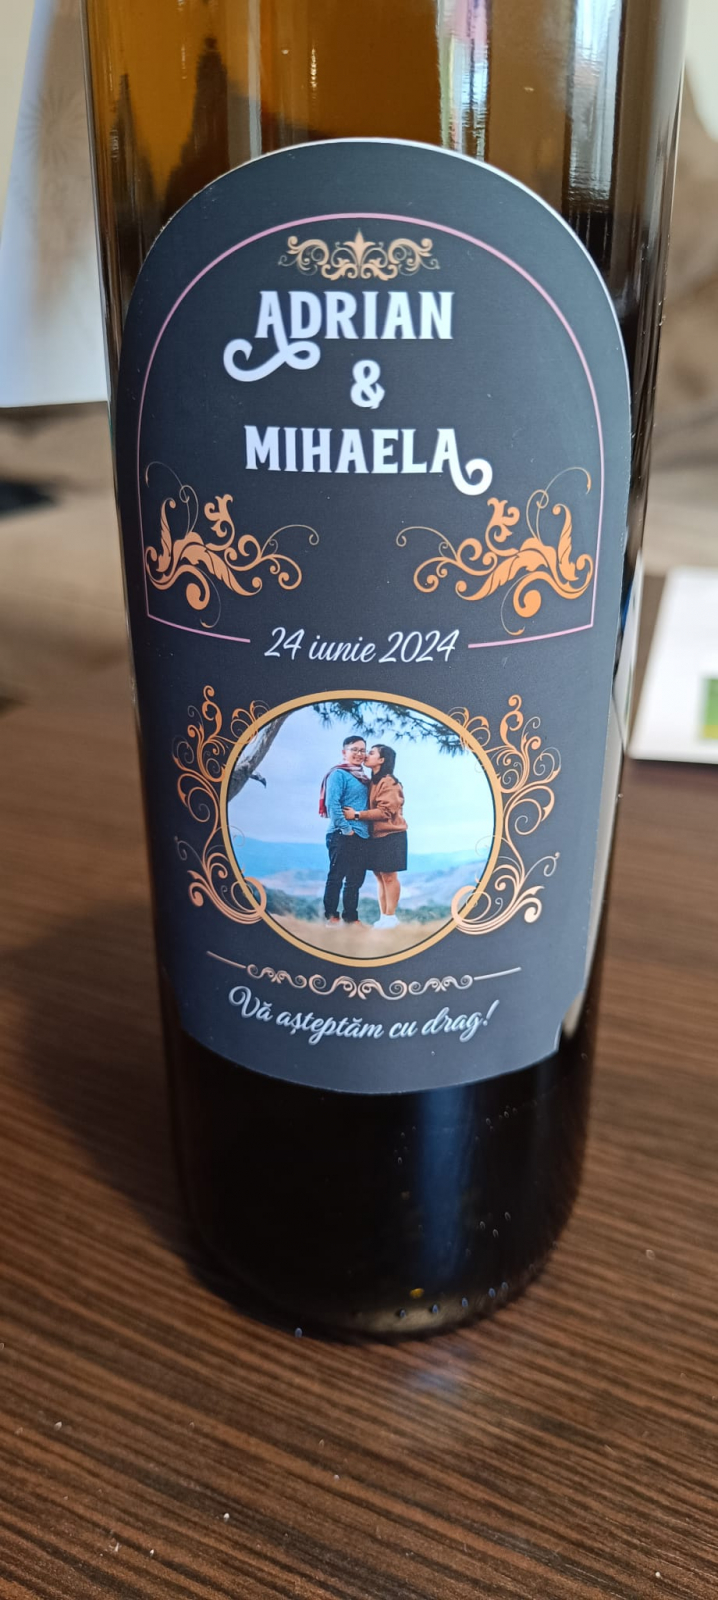 ADRIAN
&
MIHAELA
24 iunie 2024
Vă așteptăm cu drag!